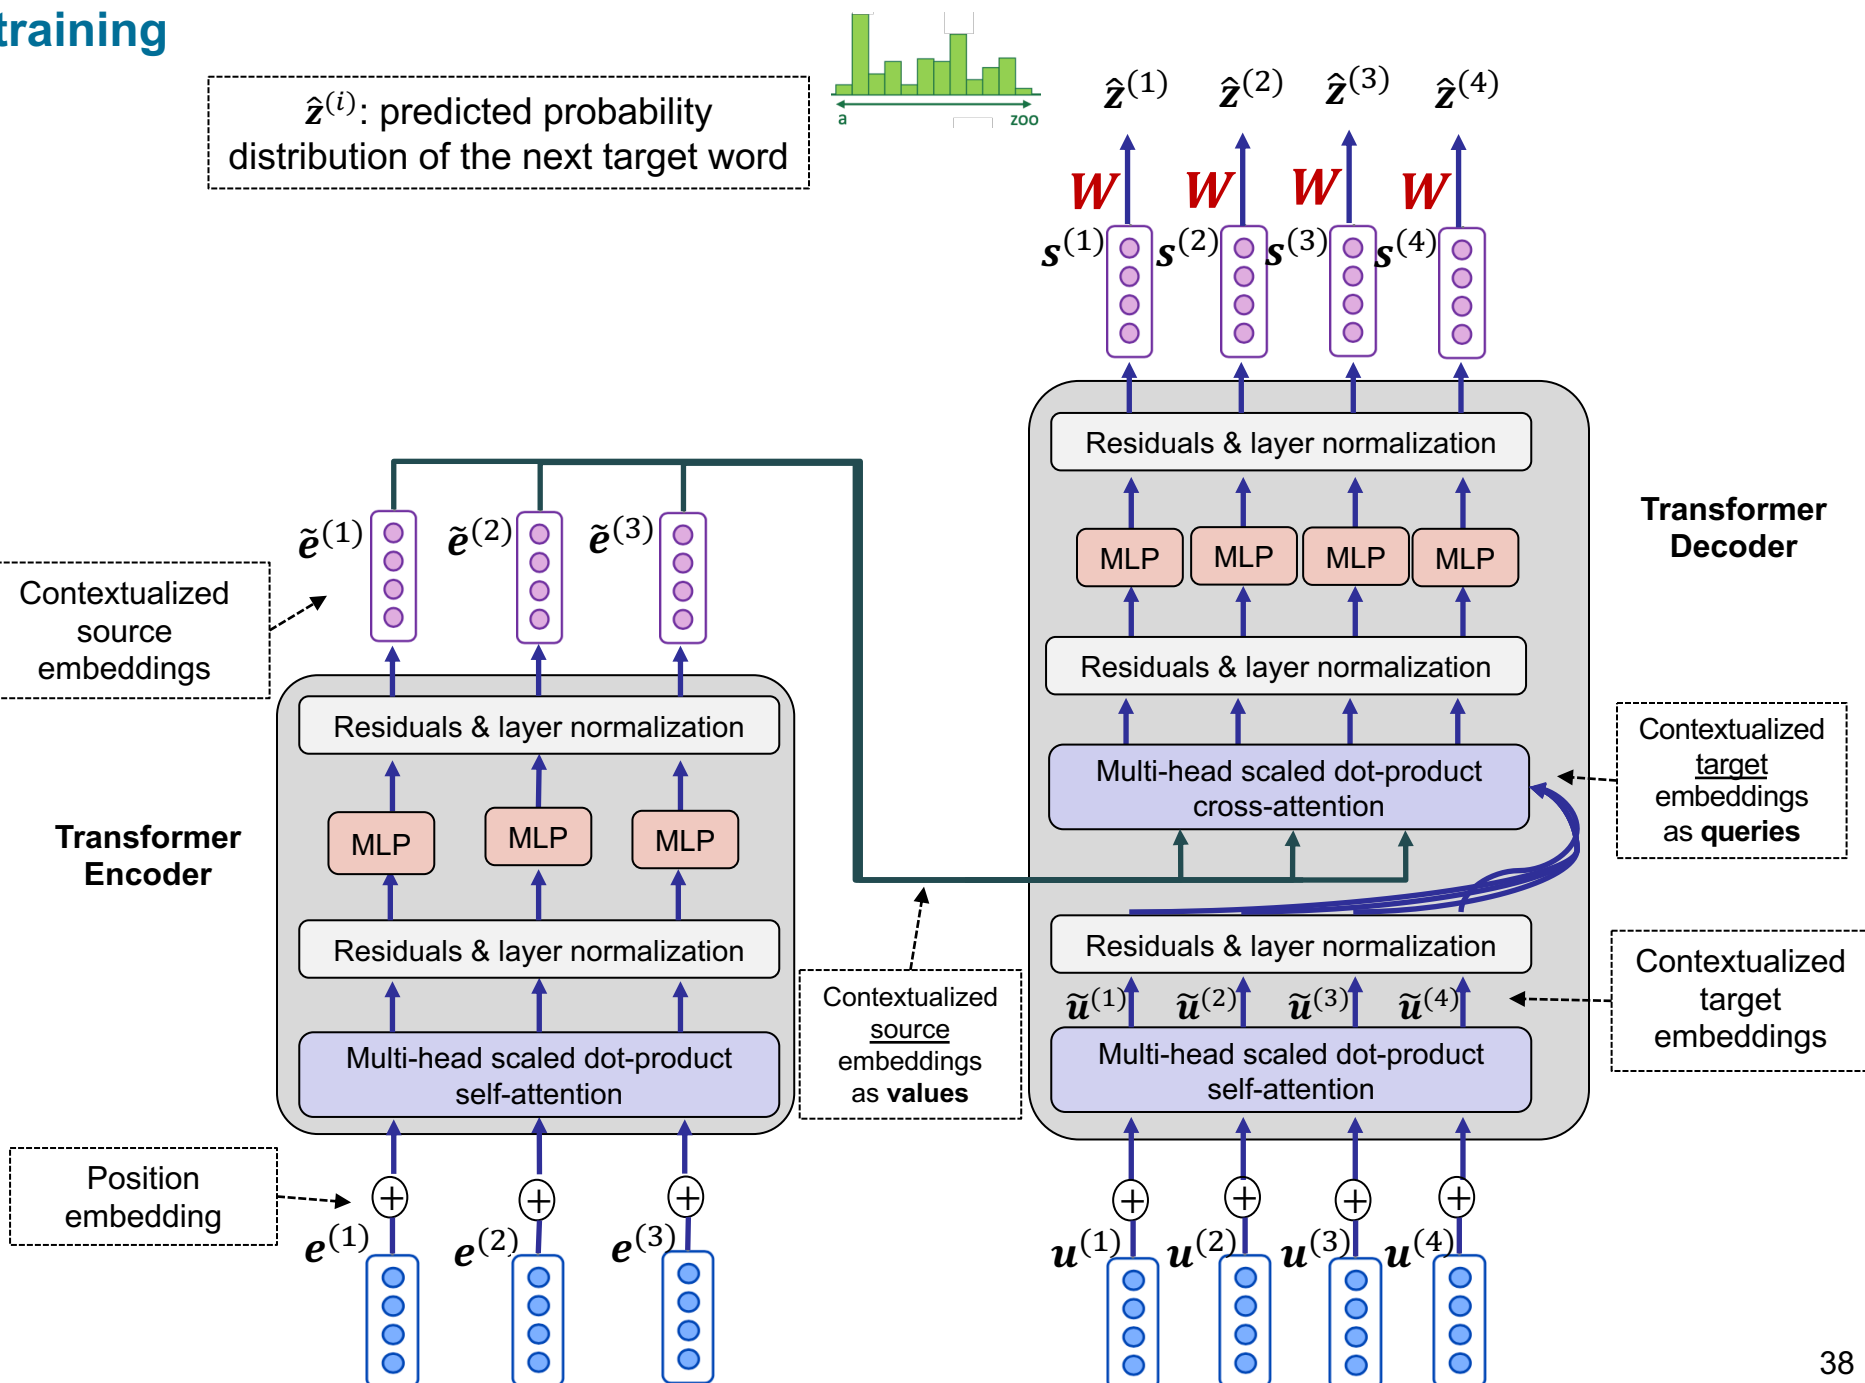 training
ẑ⁽ⁱ⁾: predicted probability
distribution of the next target word
a
zoo
ẑ⁽¹⁾ ẑ⁽²⁾ ẑ⁽³⁾ ẑ⁽⁴⁾
W W W W
s⁽¹⁾ s⁽²⁾ s⁽³⁾ s⁽⁴⁾
Residuals & layer normalization
MLP MLP MLP MLP
Residuals & layer normalization
Multi-head scaled dot-product
cross-attention
Residuals & layer normalization
ũ⁽¹⁾ ũ⁽²⁾ ũ⁽³⁾ ũ⁽⁴⁾
Multi-head scaled dot-product
self-attention
+ + + +
u⁽¹⁾ u⁽²⁾ u⁽³⁾ u⁽⁴⁾
Transformer
Decoder
Contextualized
target
embeddings
as queries
Contextualized
target
embeddings
ẽ⁽¹⁾ ẽ⁽²⁾ ẽ⁽³⁾
Contextualized
source
embeddings
Residuals & layer normalization
MLP MLP MLP
Transformer
Encoder
Residuals & layer normalization
Multi-head scaled dot-product
self-attention
Contextualized
source
embeddings
as values
Position
embedding
+ + +
e⁽¹⁾ e⁽²⁾ e⁽³⁾
38